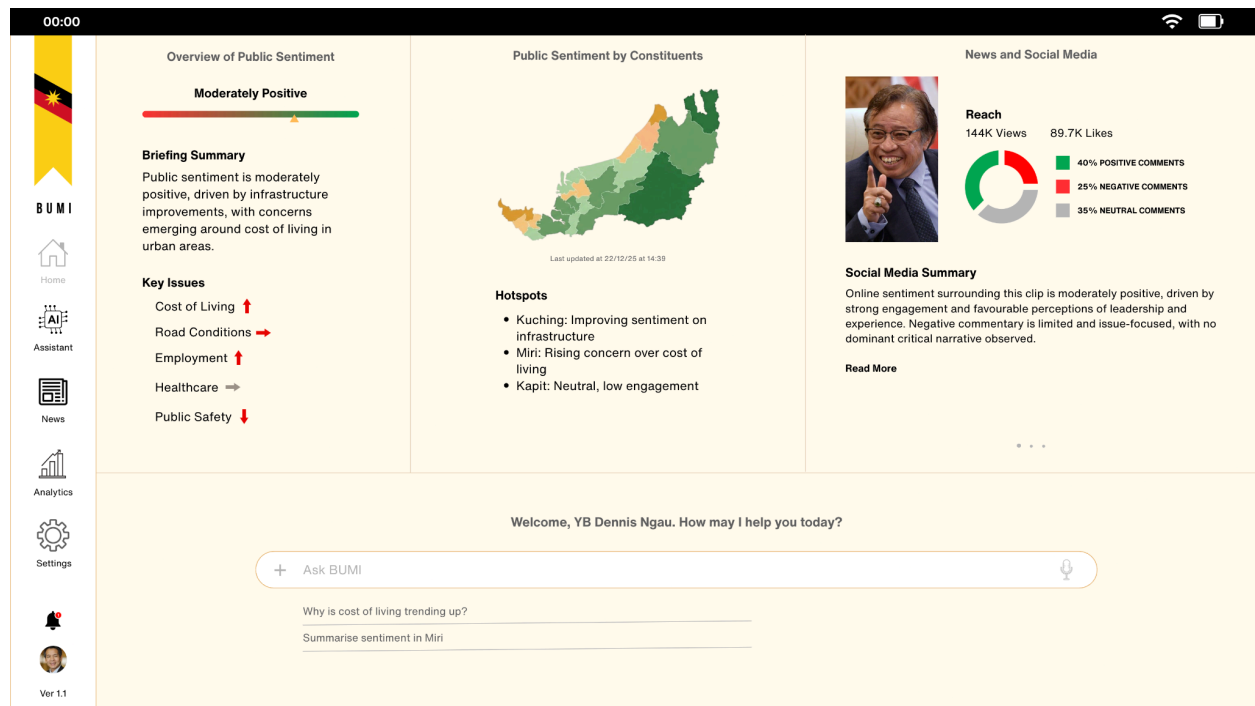 00:00
BUMI
Home
AI
Assistant
News
Analytics
Settings
Ver 1.1
Overview of Public Sentiment
Moderately Positive
Briefing Summary
Public sentiment is moderately
positive, driven by infrastructure
improvements, with concerns
emerging around cost of living in
urban areas.
Key Issues
Cost of Living
Road Conditions
Employment
Healthcare
Public Safety
Public Sentiment by Constituents
Last updated at 22/12/25 at 14:39
Hotspots
• Kuching: Improving sentiment on
infrastructure
• Miri: Rising concern over cost of
living
• Kapit: Neutral, low engagement
News and Social Media
Reach
144K Views 89.7K Likes
40% POSITIVE COMMENTS
25% NEGATIVE COMMENTS
35% NEUTRAL COMMENTS
Social Media Summary
Online sentiment surrounding this clip is moderately positive, driven by
strong engagement and favourable perceptions of leadership and
experience. Negative commentary is limited and issue-focused, with no
dominant critical narrative observed.
Read More
Welcome, YB Dennis Ngau. How may I help you today?
+ Ask BUMI
Why is cost of living trending up?
Summarise sentiment in Miri